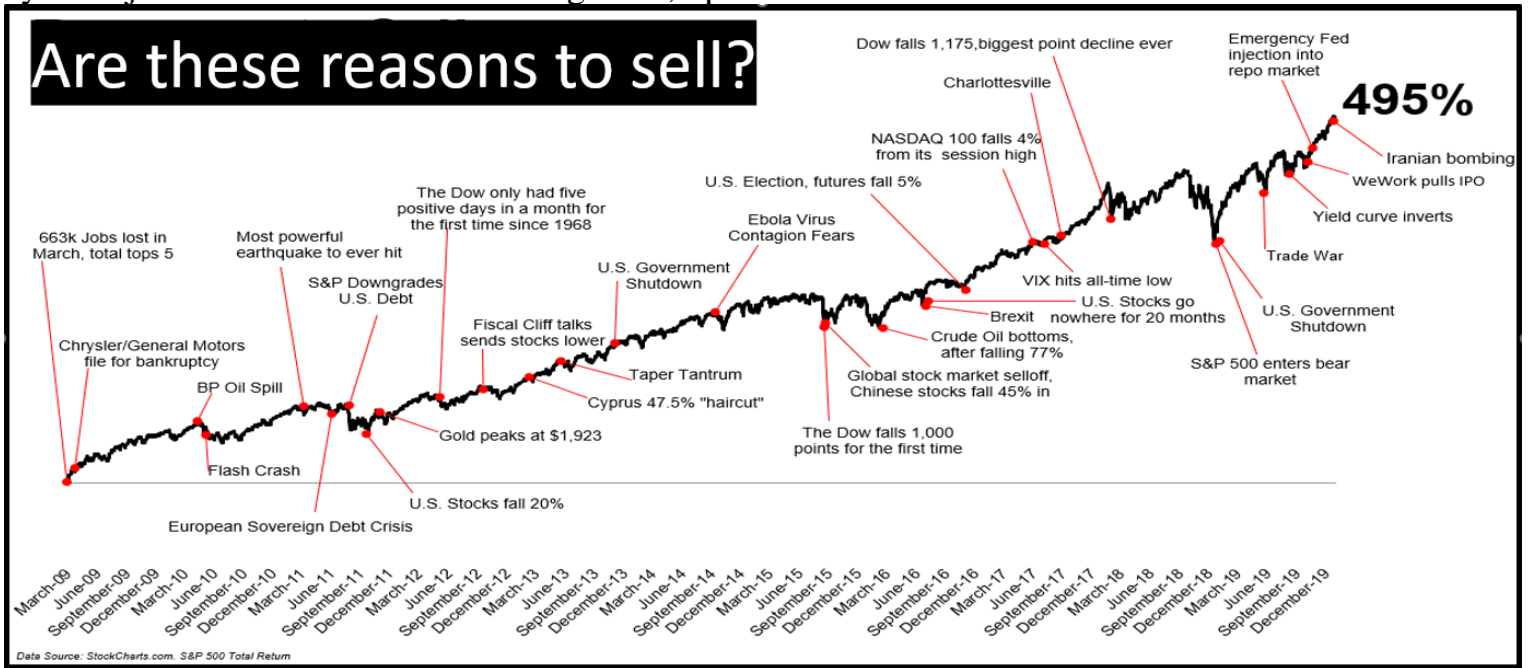 Are these reasons to sell?
Dow falls 1,175,biggest point decline ever
Emergency Fed
injection into
repo market
495%
Charlottesville
NASDAQ 100 falls 4%
from its session high
Iranian bombing
WeWork pulls IPO
U.S. Election, futures fall 5%
The Dow only had five
positive days in a month for
the first time since 1968
Yield curve inverts
Ebola Virus
Contagion Fears
663k Jobs lost in
March, total tops 5
Most powerful
earthquake to ever hit
Trade War
U.S. Government
Shutdown
S&P Downgrades
U.S. Debt
VIX hits all-time low
U.S. Stocks go
nowhere for 20 months
Brexit
U.S. Government
Shutdown
Fiscal Cliff talks
sends stocks lower
Crude Oil bottoms,
after falling 77%
Chrysler/General Motors
file for bankruptcy
S&P 500 enters bear
market
Taper Tantrum
Global stock market selloff,
Chinese stocks fall 45% in
BP Oil Spill
Cyprus 47.5% "haircut"
Gold peaks at $1,923
The Dow falls 1,000
points for the first time
Flash Crash
U.S. Stocks fall 20%
European Sovereign Debt Crisis
March-09
June-09
September-09
December-09
March-10
June-10
September-10
December-10
March-11
June-11
September-11
December-11
March-12
June-12
September-12
December-12
March-13
June-13
September-13
December-13
March-14
June-14
September-14
December-14
March-15
June-15
September-15
December-15
March-16
June-16
September-16
December-16
March-17
June-17
September-17
December-17
March-18
June-18
September-18
December-18
March-19
June-19
September-19
December-19
Data Source: StockCharts.com. S&P 500 Total Return